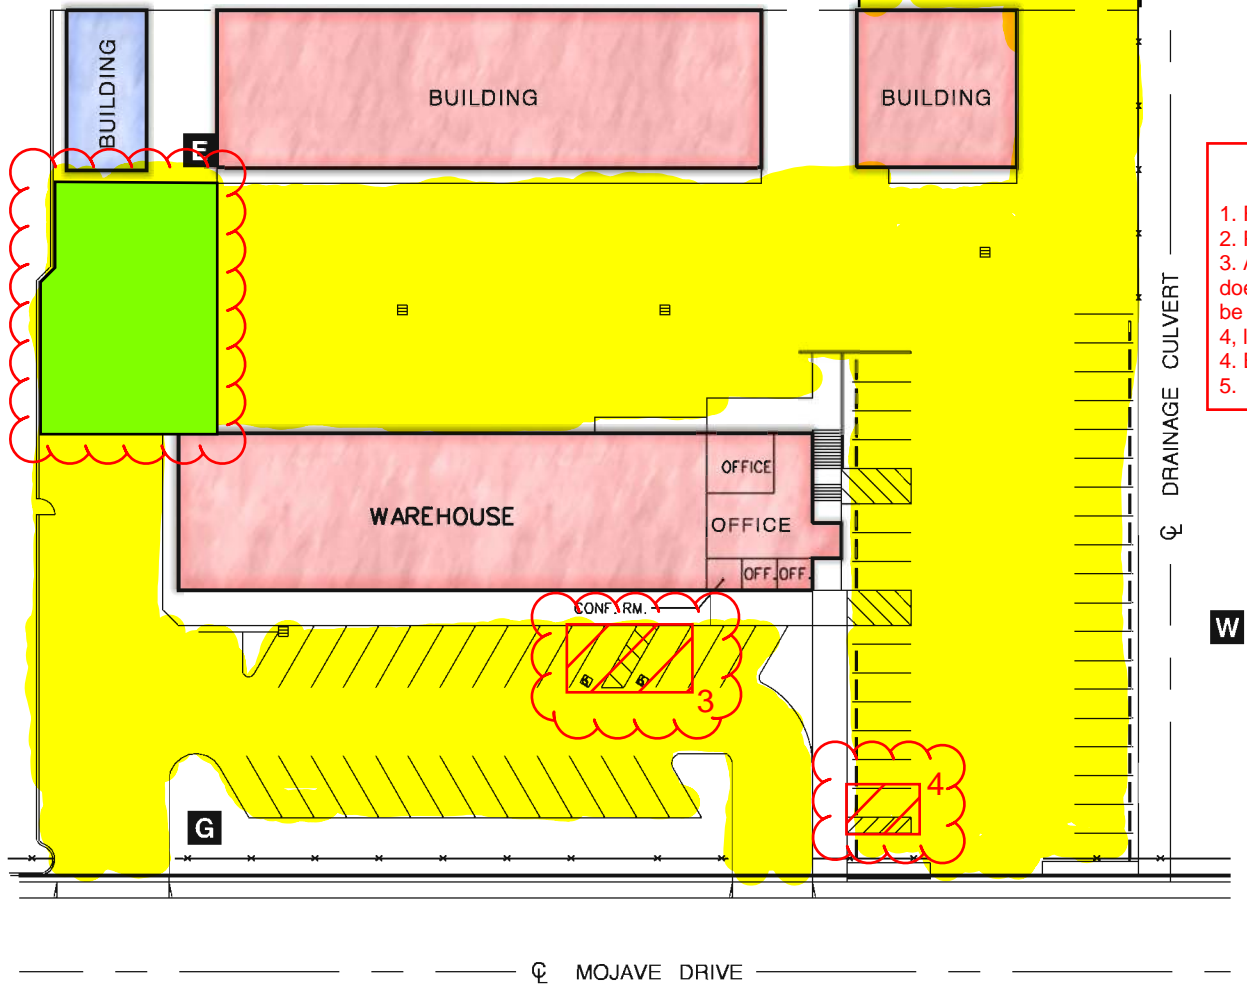 BUILDING
BUILDING
BUILDING
E
1.
2.
3.
be
4,
4.
5.
DRAINAGE CULVERT
OFFICE
WAREHOUSE
OFFICE
OFF. OFF.
CONF. RM.
W
3
4
G
℄ MOJAVE DRIVE